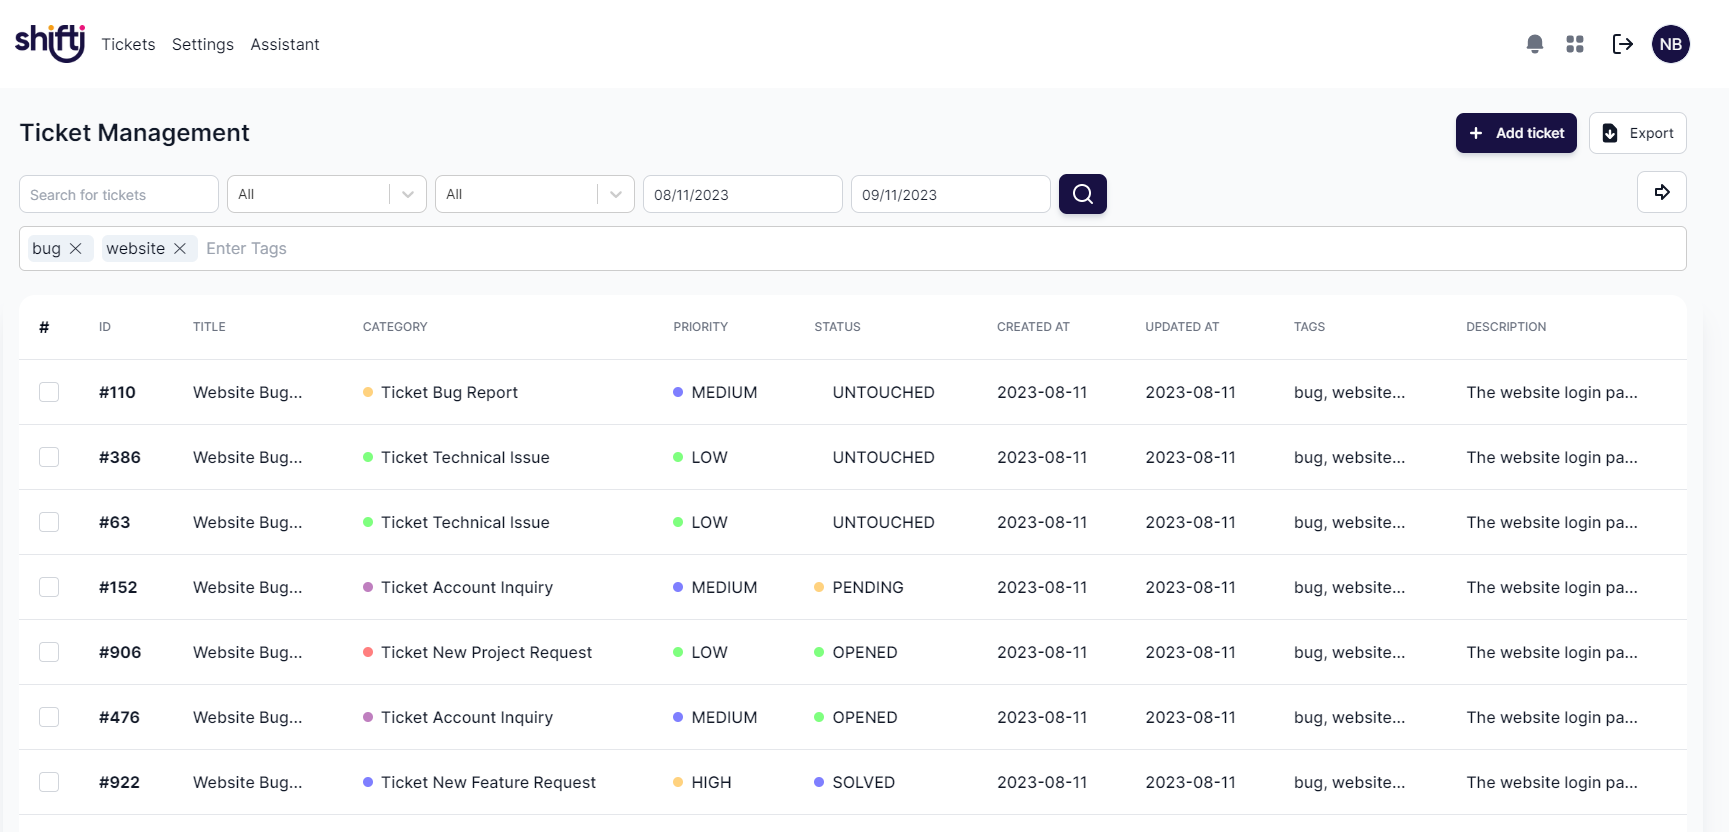 shifti
Tickets Settings Assistant
NB
Ticket Management
Add ticket
Export
Search for tickets
All
All
08/11/2023
09/11/2023
bug website Enter Tags
# ID TITLE CATEGORY PRIORITY STATUS CREATED AT UPDATED AT TAGS DESCRIPTION
#110 Website Bug... Ticket Bug Report MEDIUM UNTOUCHED 2023-08-11 2023-08-11 bug, website... The website login pa...
#386 Website Bug... Ticket Technical Issue LOW UNTOUCHED 2023-08-11 2023-08-11 bug, website... The website login pa...
#63 Website Bug... Ticket Technical Issue LOW UNTOUCHED 2023-08-11 2023-08-11 bug, website... The website login pa...
#152 Website Bug... Ticket Account Inquiry MEDIUM PENDING 2023-08-11 2023-08-11 bug, website... The website login pa...
#906 Website Bug... Ticket New Project Request LOW OPENED 2023-08-11 2023-08-11 bug, website... The website login pa...
#476 Website Bug... Ticket Account Inquiry MEDIUM OPENED 2023-08-11 2023-08-11 bug, website... The website login pa...
#922 Website Bug... Ticket New Feature Request HIGH SOLVED 2023-08-11 2023-08-11 bug, website... The website login pa...